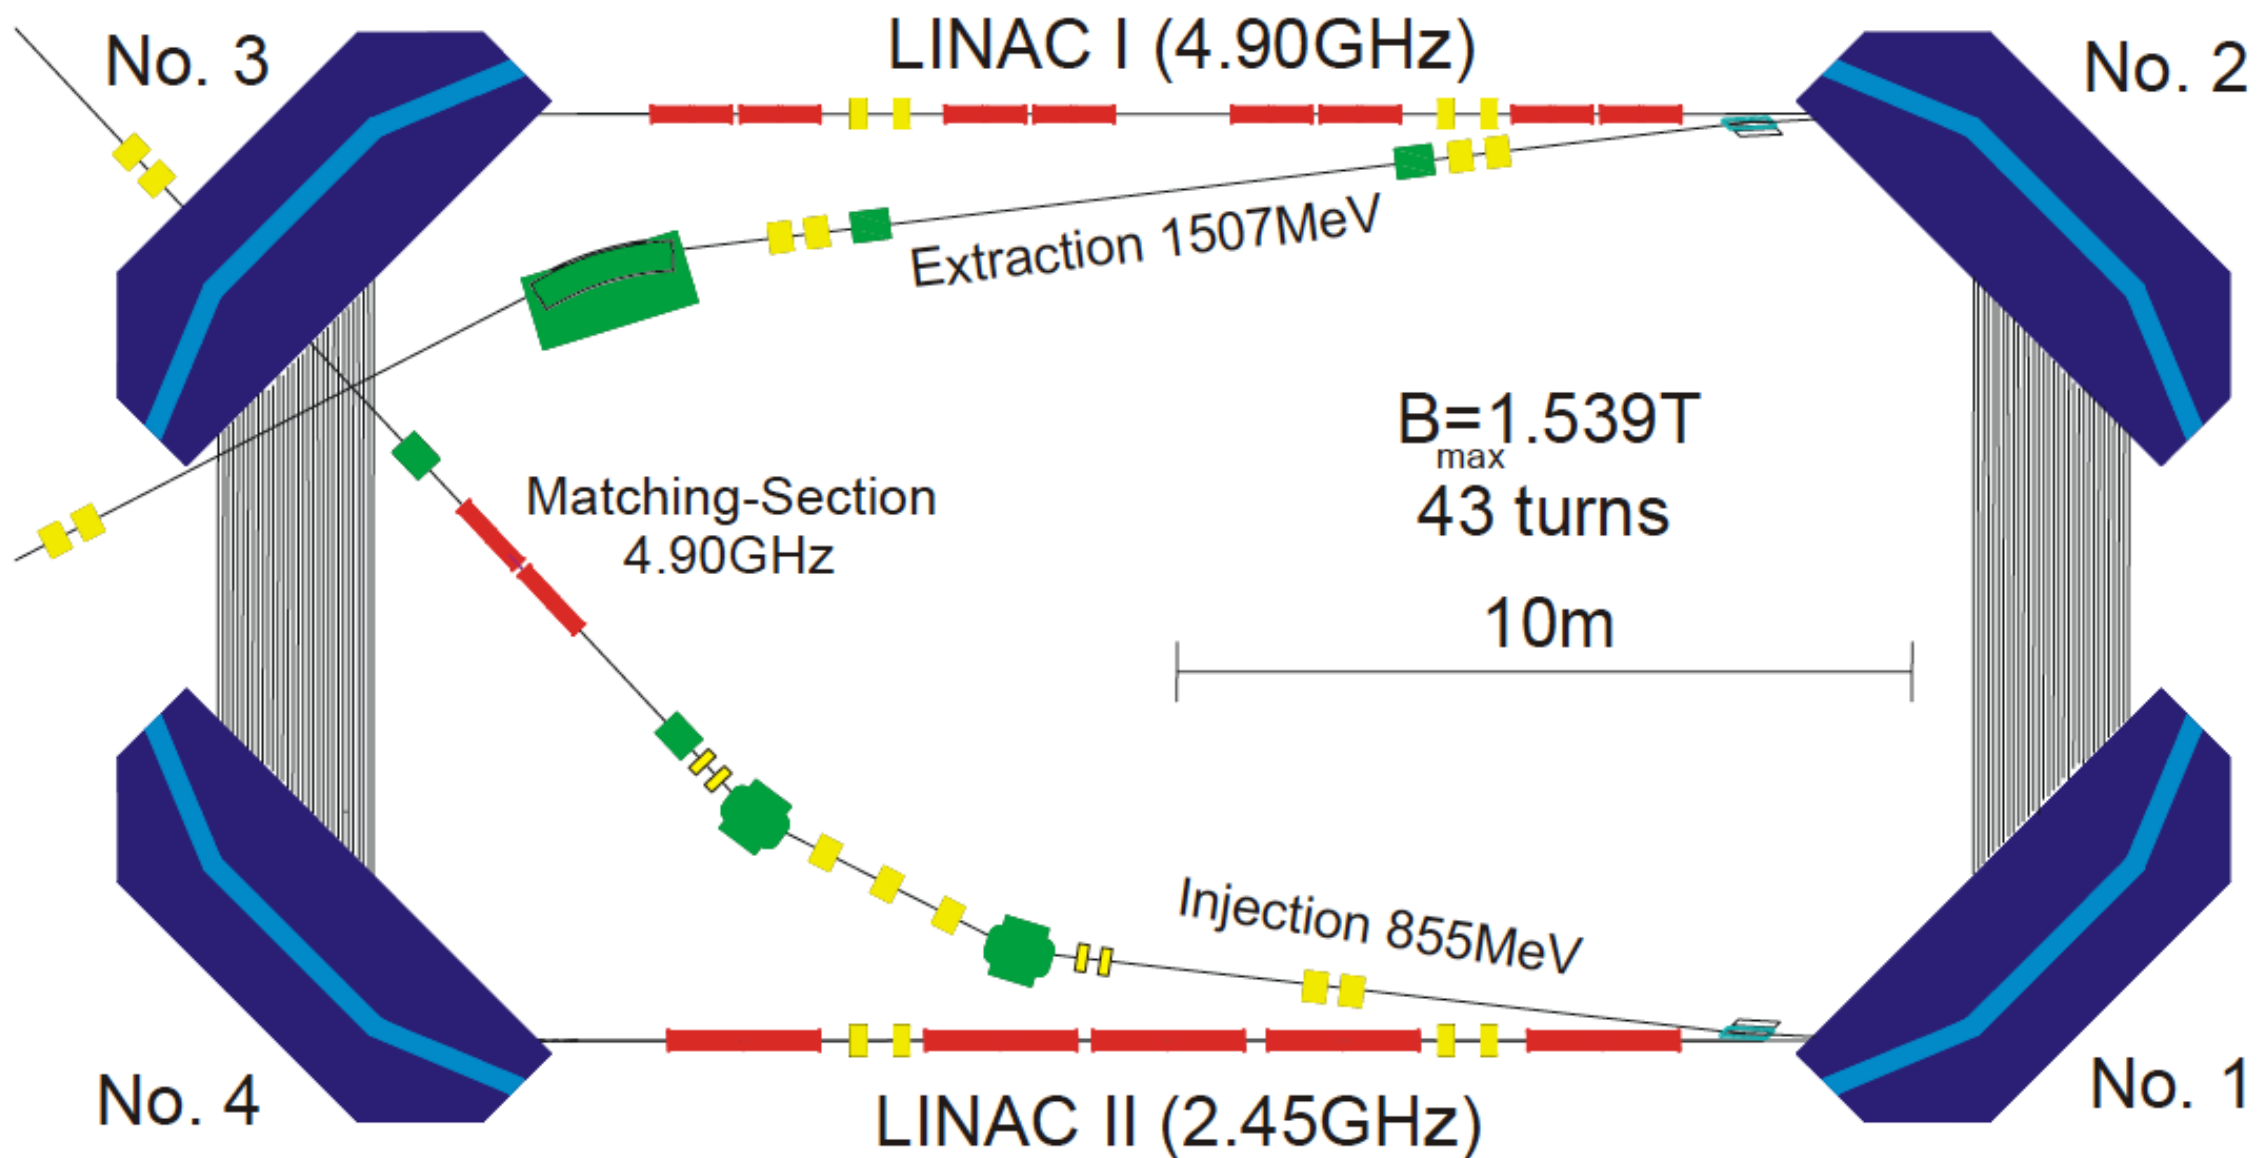 LINAC I (4.90GHz)
No. 3
No. 2
Extraction 1507MeV
B=1.539T
max
43 turns
Matching-Section
4.90GHz
10m
Injection 855MeV
No. 4
No. 1
LINAC II (2.45GHz)